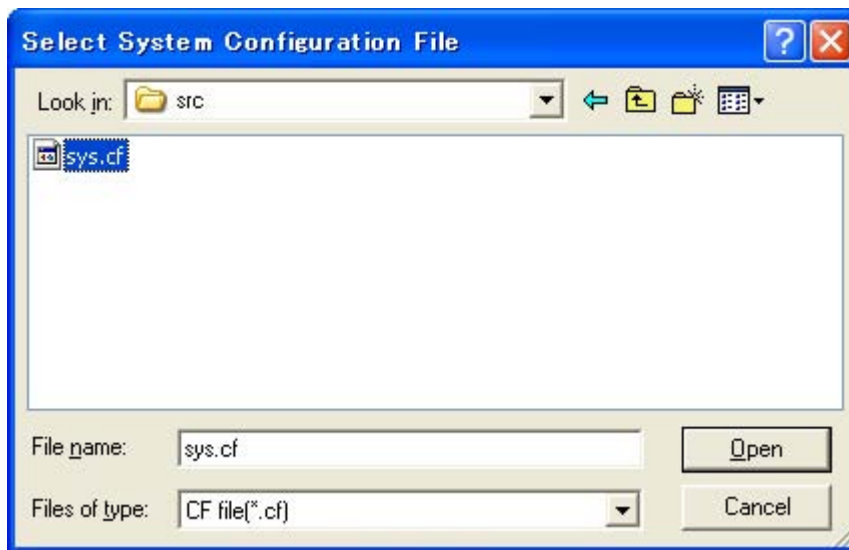 Select System Configuration File
Look in: src
sys.cf
File name: sys.cf
Open
Files of type: CF file(*.cf)
Cancel